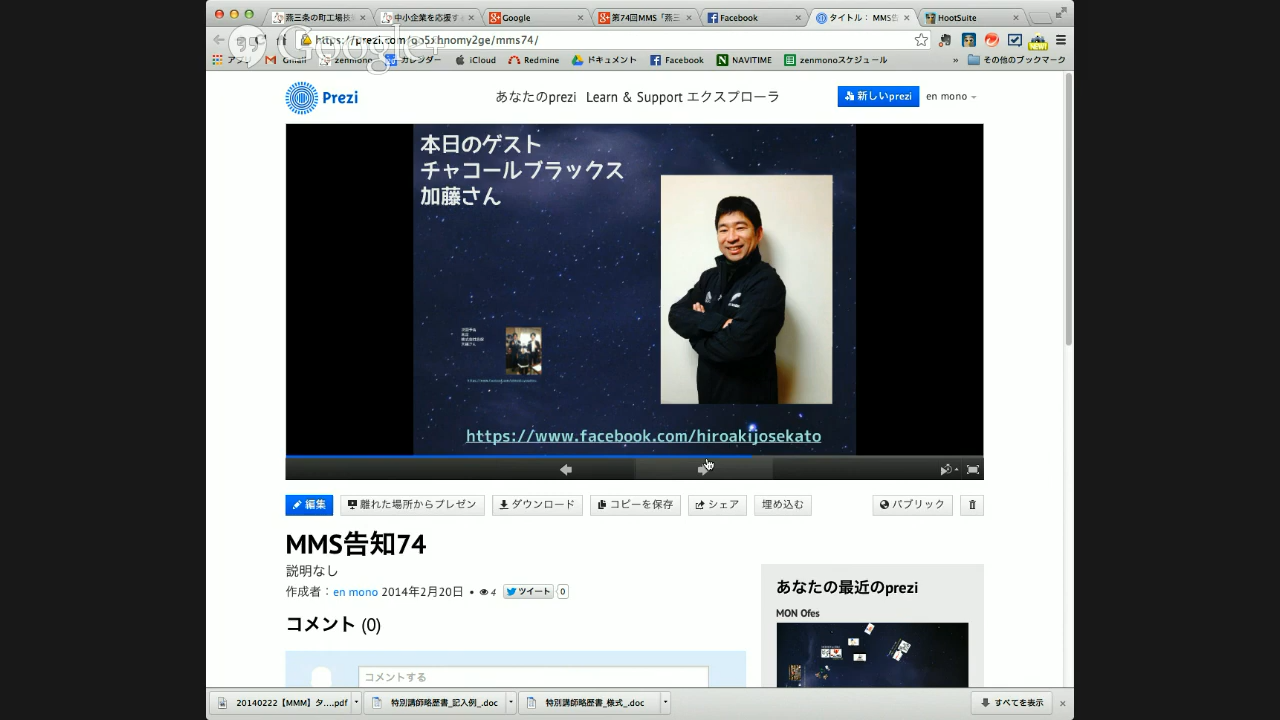 燕三条の町工場技
中小企業を応援す
Google
第74回MMS「燕三
Facebook
タイトル： MMS告
HootSuite
Google+
Gmail
zenmono
カレンダー
iCloud
Redmine
ドキュメント
Facebook
NAVITIME
zenmonoスケジュール
»
その他のブックマーク
Prezi
あなたのprezi Learn & Support エクスプローラ
新しいprezi
en mono
本日のゲスト
チャコールブラックス
加藤さん
https://www.facebook.com/hiroakijosekato
編集
離れた場所からプレゼン
ダウンロード
コピーを保存
シェア
埋め込む
パブリック
MMS告知74
説明なし
作成者：en mono 2014年2月20日 • 4 ツイート 0
コメント (0)
コメントする
あなたの最近のprezi
MON Ofes
20140222【MMM】タ....pdf
特別講師略歴書_記入例_.doc
特別講師略歴書_様式_.doc
すべてを表示